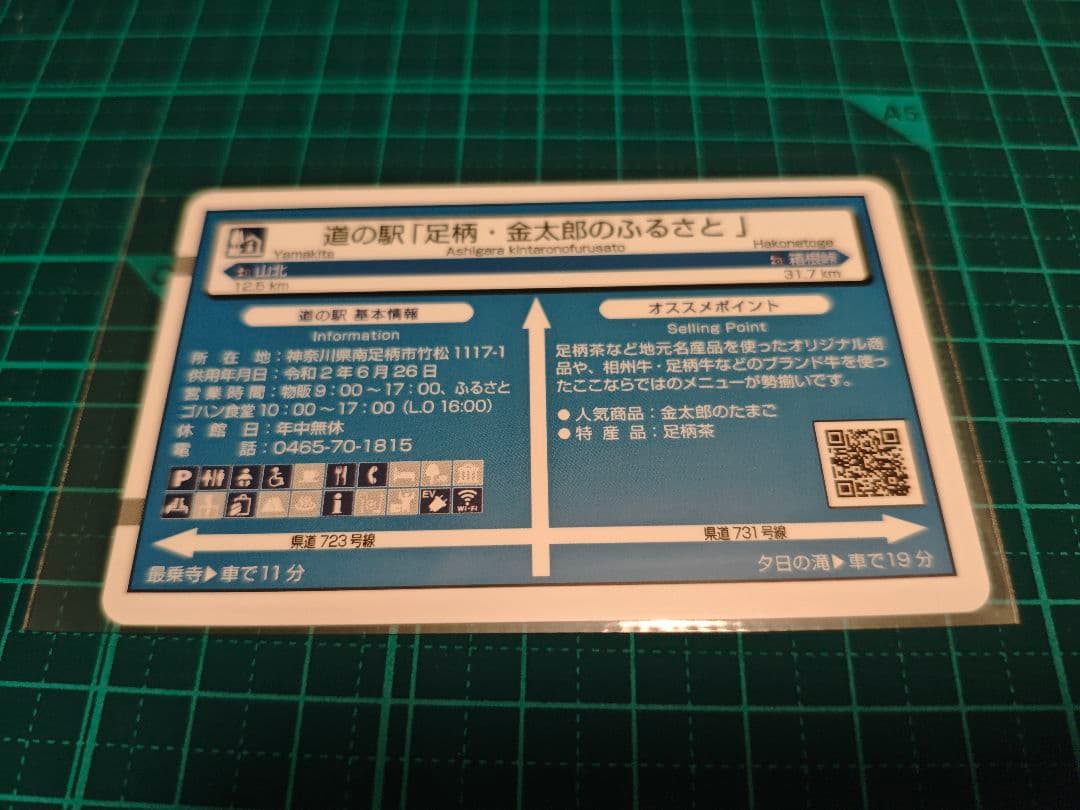 A5
道の駅「足柄・金太郎のふるさと」
Yamakita
Ashigara kintaronofurusato
Hakonetoge
山北
箱根峠
12.5 km
31.7 km
道の駅 基本情報
Information
所在地：神奈川県南足柄市竹松1117-1
供用年月日：令和2年6月26日
営業時間：物販9：00～17：00、ふるさと
ゴハン食堂10：00～17：00（L.O 16:00）
休館日：年中無休
電話：0465-70-1815
P
i
EV
Wi-Fi
オススメポイント
Selling Point
足柄茶など地元名産品を使ったオリジナル商
品や、相州牛・足柄牛などのブランド牛を使っ
たここならではのメニューが勢揃いです。
●人気商品：金太郎のたまご
●特産品：足柄茶
県道723号線
県道731号線
最乗寺▶車で11分
夕日の滝▶車で19分